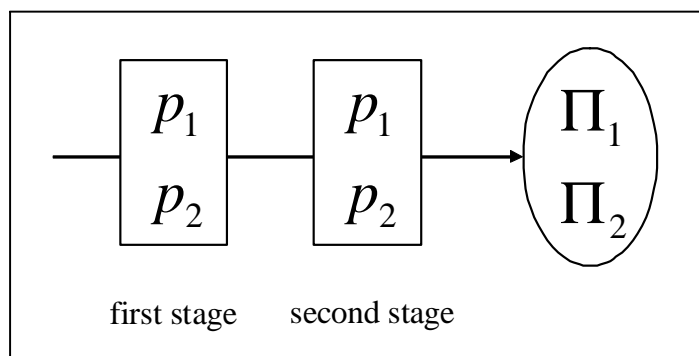 p₁ p₁ Π₁
p₂ p₂ Π₂
first stage second stage